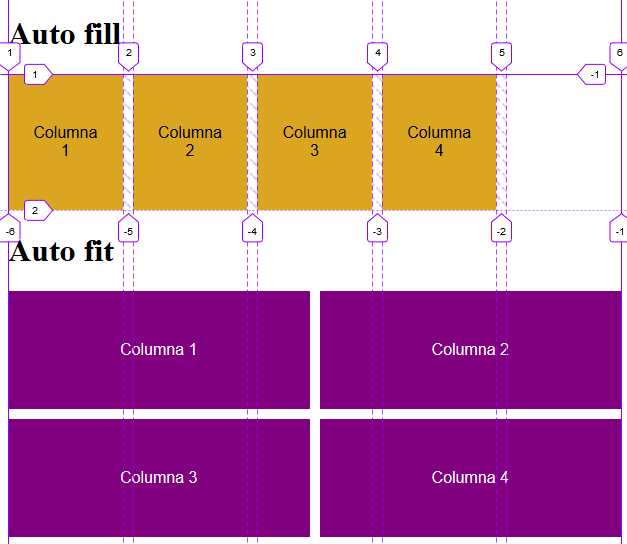 Auto fill
1 2 3 4 5 6
1 -1
Columna Columna Columna Columna
1 2 3 4
2
-6 -5 -4 -3 -2 -1
Auto fit
Columna 1 Columna 2
Columna 3 Columna 4